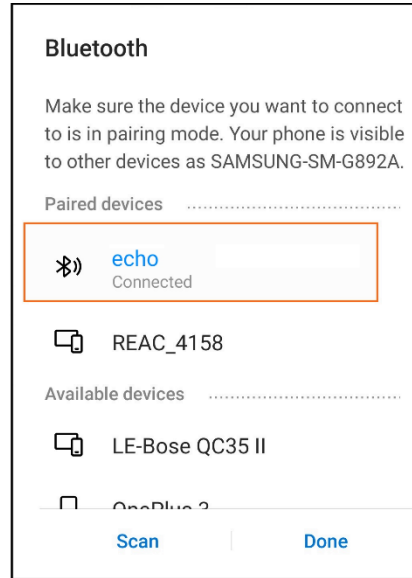 Bluetooth
Make sure the device you want to connect
to is in pairing mode. Your phone is visible
to other devices as SAMSUNG-SM-G892A.
Paired devices
echo
Connected
REAC_4158
Available devices
LE-Bose QC35 II
OnePlus 3
Scan Done